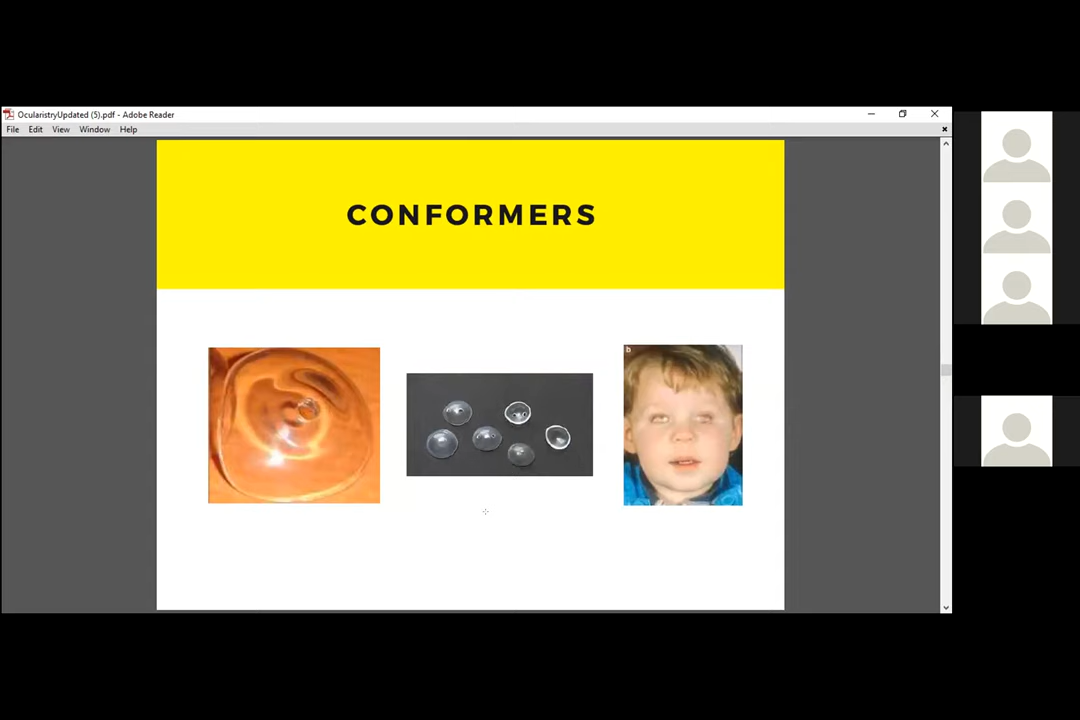 OcularistryUpdated (5).pdf - Adobe Reader
File Edit View Window Help
CONFORMERS
b